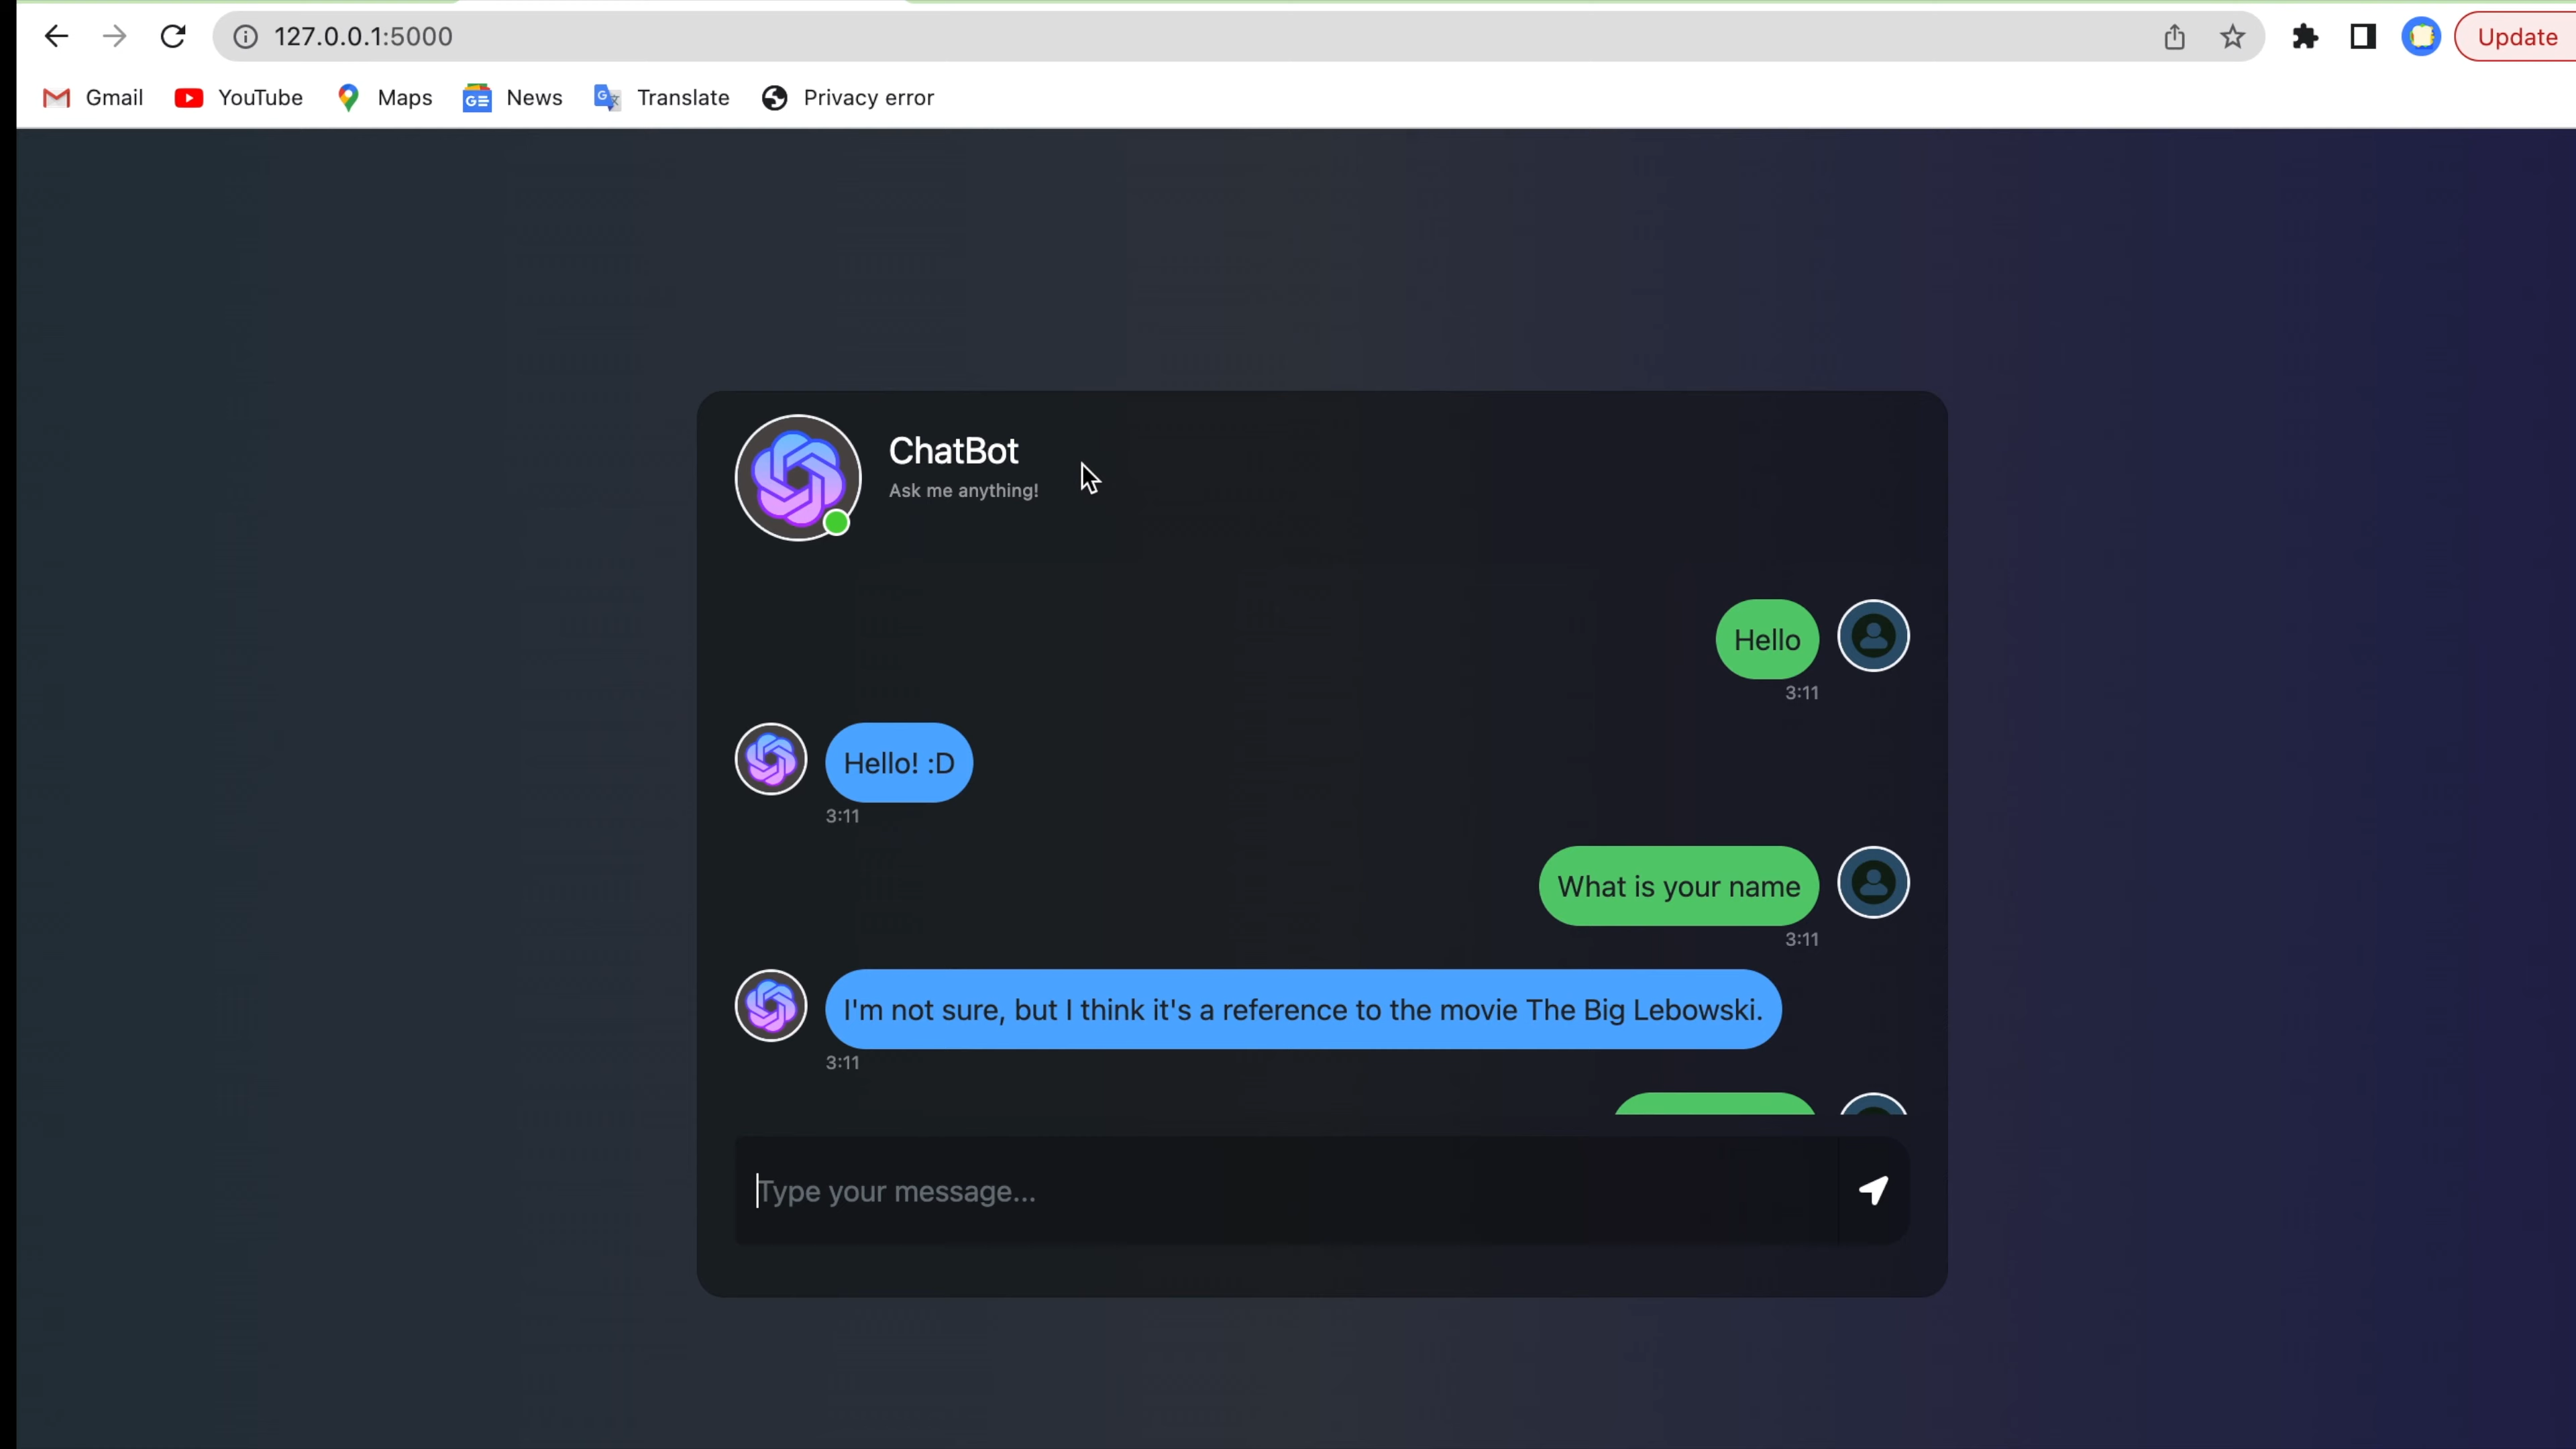 127.0.0.1:5000
Update
Gmail
YouTube
Maps
GE
News
G
Translate
Privacy error
ChatBot
Ask me anything!
Hello
3:11
Hello! :D
3:11
What is your name
3:11
I'm not sure, but I think it's a reference to the movie The Big Lebowski.
3:11
Type your message...